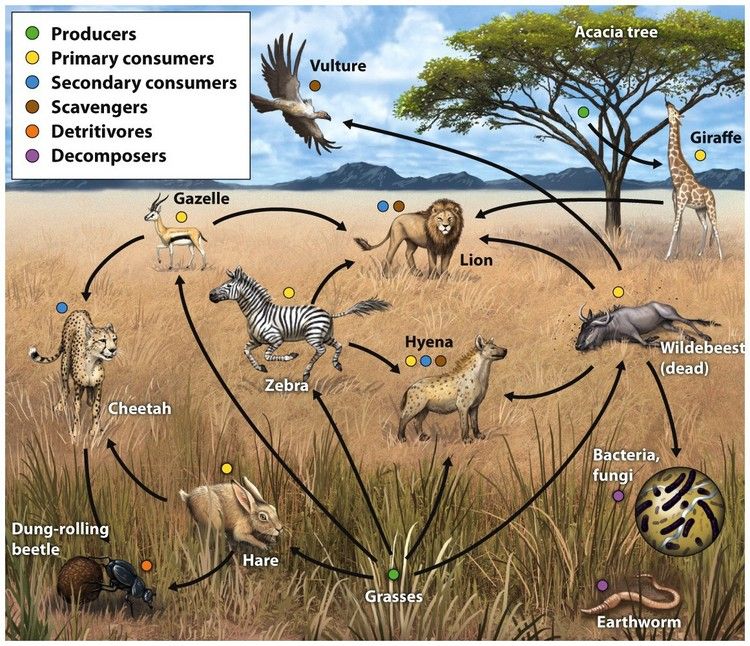 Producers
Primary consumers
Secondary consumers
Scavengers
Detritivores
Decomposers
Vulture
Acacia tree
Giraffe
Gazelle
Lion
Zebra
Hyena
Wildebeest
(dead)
Cheetah
Bacteria,
fungi
Dung-rolling
beetle
Hare
Grasses
Earthworm